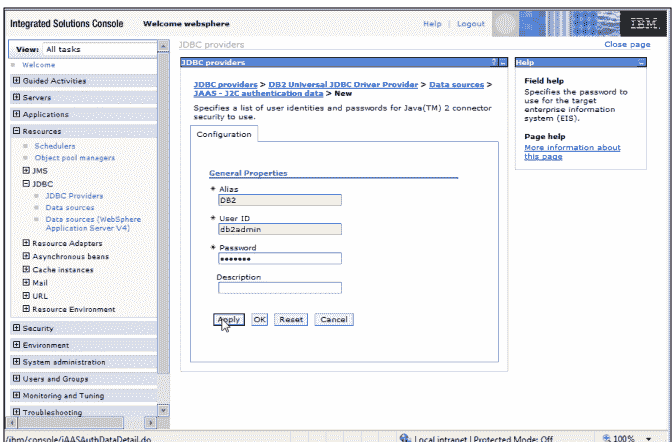 Integrated Solutions Console Welcome websphere Help | Logout IBM.
View: All tasks
Welcome
Guided Activities
Servers
Applications
Resources
Schedulers
Object pool managers
JMS
JDBC
JDBC Providers
Data sources
Data sources (WebSphere
Application Server V4)
Resource Adapters
Asynchronous beans
Cache instances
Mail
URL
Resource Environment
Security
Environment
System administration
Users and Groups
Monitoring and Tuning
Troubleshooting
JDBC providers Close page
JDBC providers ? -
JDBC providers > DB2 Universal JDBC Driver Provider > Data sources >
JAAS - J2C authentication data > New
Specifies a list of user identities and passwords for Java(TM) 2 connector
security to use.
Configuration
General Properties
* Alias
DB2
* User ID
db2admin
* Password
•••••••
Description
Apply OK Reset Cancel
Help
Field help
Specifies the password to
use for the target
enterprise information
system (EIS).
Page help
More information about
this page
/ibm/console/jAASAuthDataDetail.do Local intranet | Protected Mode: Off 100%